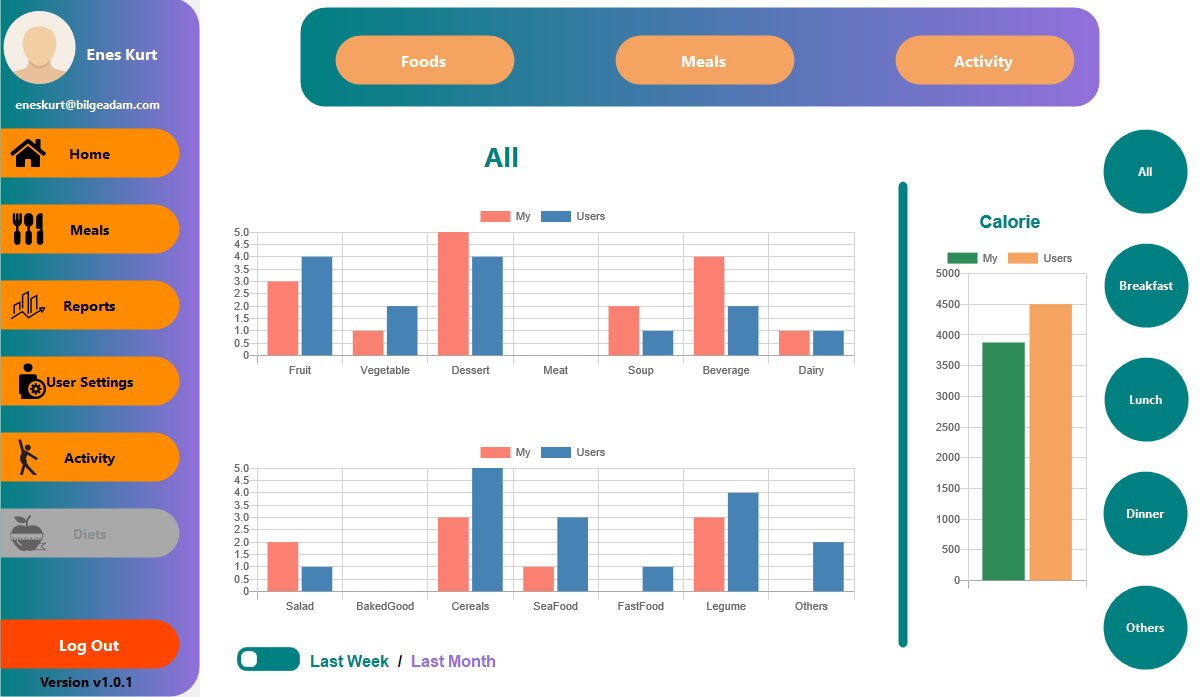 Enes Kurt
eneskurt@bilgeadam.com
Home
Meals
Reports
User Settings
Activity
Diets
Log Out
Version v1.0.1
Foods
Meals
Activity
All
My Users
5.0
4.5
4.0
3.5
3.0
2.5
2.0
1.5
1.0
0.5
0
Fruit Vegetable Dessert Meat Soup Beverage Dairy
My Users
5.0
4.5
4.0
3.5
3.0
2.5
2.0
1.5
1.0
0.5
0
Salad BakedGood Cereals SeaFood FastFood Legume Others
Last Week / Last Month
Calorie
My Users
5000
4500
4000
3500
3000
2500
2000
1500
1000
500
0
All
Breakfast
Lunch
Dinner
Others